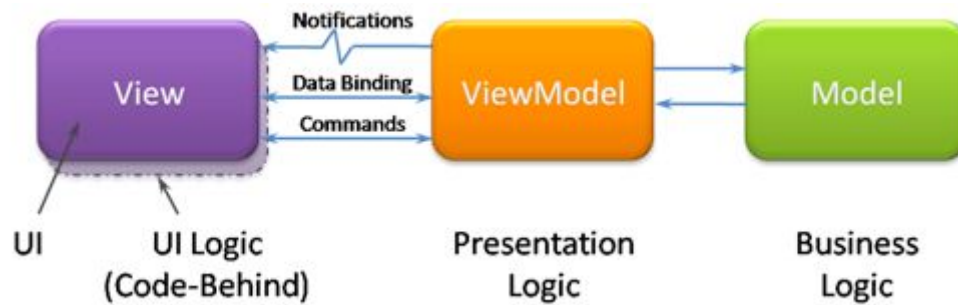 Notifications
View
Data Binding
ViewModel
Model
Commands
UI
UI Logic
(Code-Behind)
Presentation
Logic
Business
Logic